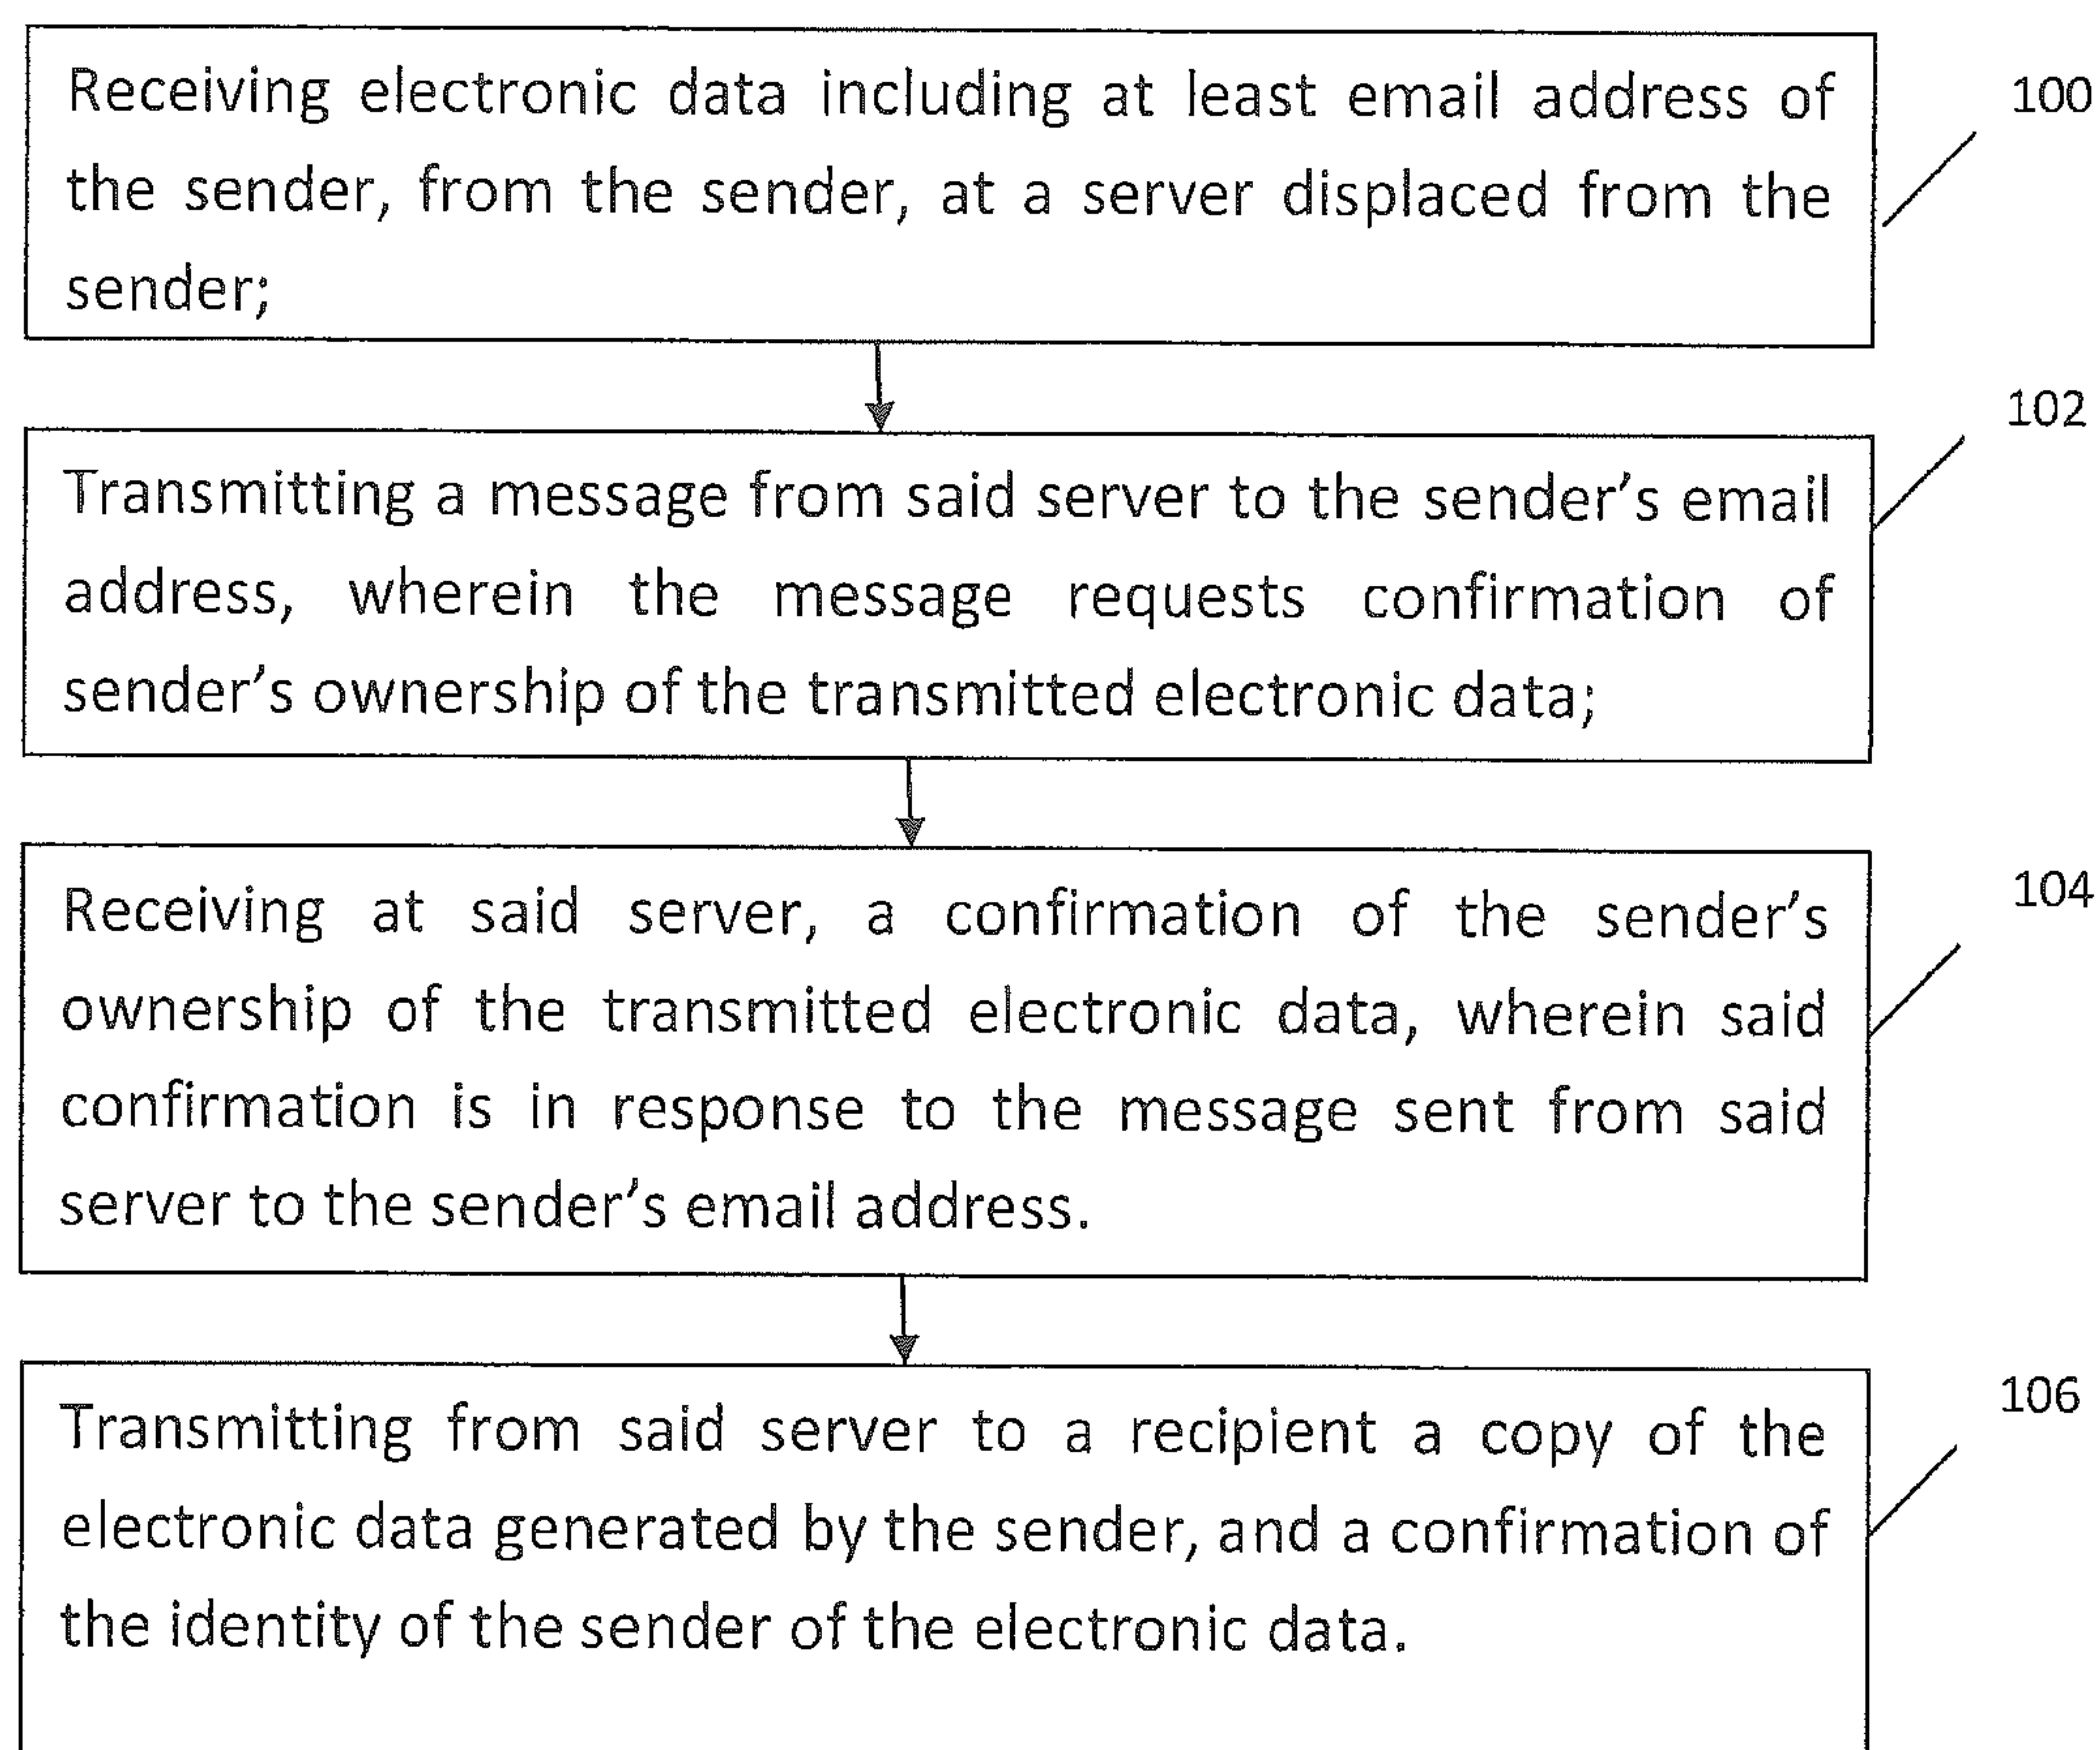 Receiving electronic data including at least email address of
the sender, from the sender, at a server displaced from the
sender;
100
Transmitting a message from said server to the sender's email
address, wherein the message requests confirmation of
sender's ownership of the transmitted electronic data;
102
Receiving at said server, a confirmation of the sender's
ownership of the transmitted electronic data, wherein said
confirmation is in response to the message sent from said
server to the sender's email address.
104
Transmitting from said server to a recipient a copy of the
electronic data generated by the sender, and a confirmation of
the identity of the sender of the electronic data.
106